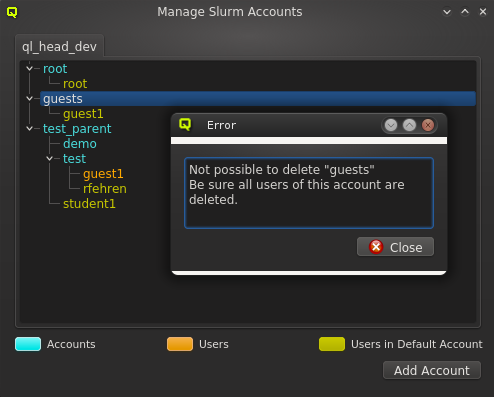 Manage Slurm Accounts
ql_head_dev
root
root
guests
guest1
test_parent
demo
test
guest1
rfehren
student1
Error
Not possible to delete "guests"
Be sure all users of this account are
deleted.
Close
Accounts
Users
Users in Default Account
Add Account